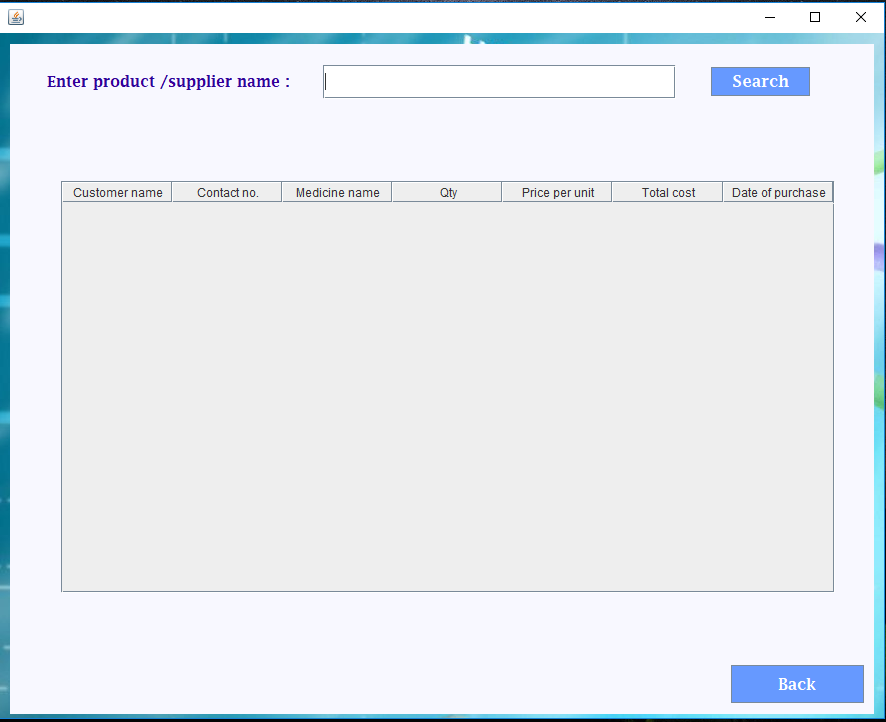 Enter product /supplier name : Search
Customer name Contact no. Medicine name Qty Price per unit Total cost Date of purchase
Back